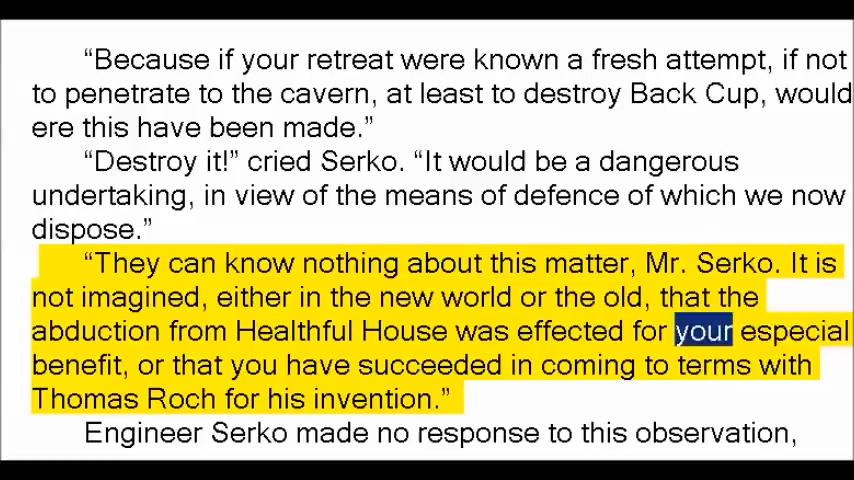 “Because if your retreat were known a fresh attempt, if not
to penetrate to the cavern, at least to destroy Back Cup, would
ere this have been made.”
“Destroy it!” cried Serko. “It would be a dangerous
undertaking, in view of the means of defence of which we now
dispose.”
“They can know nothing about this matter, Mr. Serko. It is
not imagined, either in the new world or the old, that the
abduction from Healthful House was effected for your especial
benefit, or that you have succeeded in coming to terms with
Thomas Roch for his invention.”
Engineer Serko made no response to this observation,